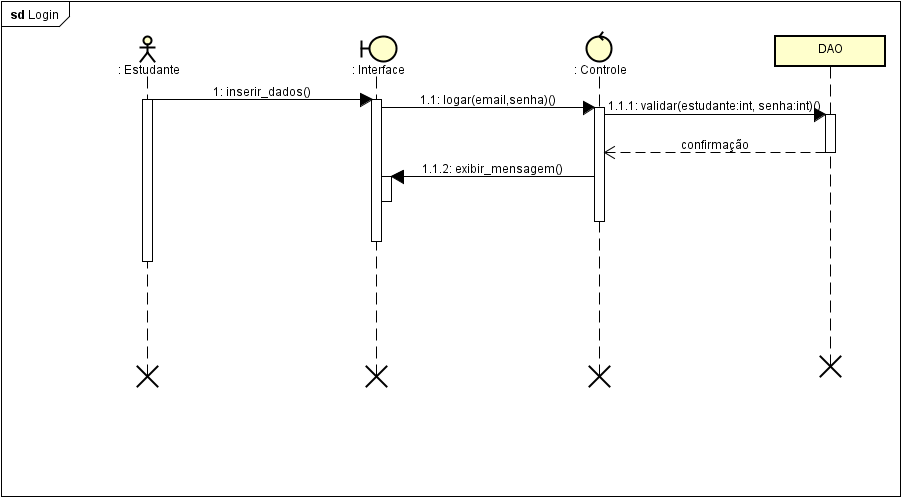 sd Login
: Estudante
: Interface
: Controle
DAO
1: inserir_dados()
1.1: logar(email,senha)()
1.1.1: validar(estudante:int, senha:int)()
confirmação
1.1.2: exibir_mensagem()